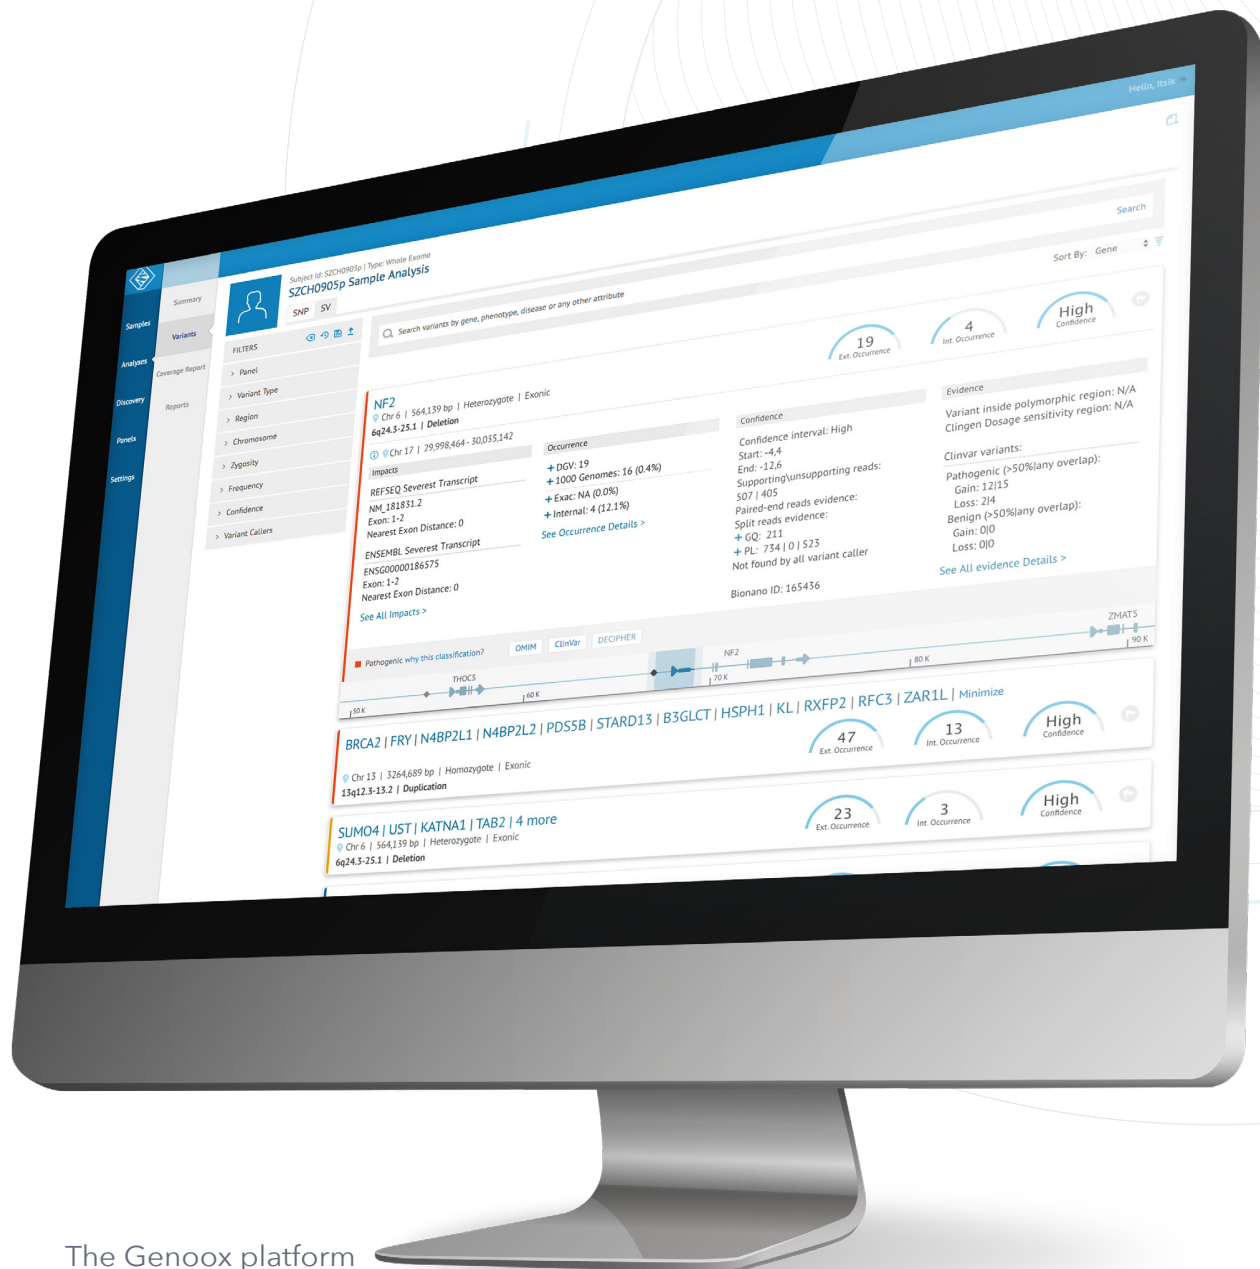 Hello, Itsik
Samples
Analyses
Discovery
Panels
Settings
Summary
Variants
Coverage Report
Reports
Subject Id: SZCH0905p | Type: Whole Exome
SZCH0905p Sample Analysis
SNP SV
Search variants by gene, phenotype, disease or any other attribute
Search
Sort By: Gene
FILTERS
> Panel
> Variant Type
> Region
> Chromosome
> Zygosity
> Frequency
> Confidence
> Variant Callers
NF2
Chr 6 | 564,139 bp | Heterozygote | Exonic
6q24.3-25.1 | Deletion
19
Ext. Occurrence
4
Int. Occurrence
High
Confidence
Chr 17 | 29,998,464 - 30,035,142
Impacts
REFSEQ Severest Transcript
NM_181831.2
Exon: 1-2
Nearest Exon Distance: 0
ENSEMBL Severest Transcript
ENSG00000186575
Exon: 1-2
Nearest Exon Distance: 0
See All Impacts >
Occurrence
+ DGV: 19
+ 1000 Genomes: 16 (0.4%)
+ Exac: NA (0.0%)
+ Internal: 4 (12.1%)
See Occurrence Details >
Confidence
Confidence interval: High
Start: -4,4
End: -12,6
Supporting\unsupporting reads:
507 | 405
Paired-end reads evidence:
Split reads evidence:
+ GQ: 211
+ PL: 734 | 0 | 523
Not found by all variant caller
Bionano ID: 165436
Evidence
Variant inside polymorphic region: N/A
Clingen Dosage sensitivity region: N/A
Clinvar variants:
Pathogenic (>50%|any overlap):
Gain: 12|15
Loss: 2|4
Benign (>50%|any overlap):
Gain: 0|0
Loss: 0|0
See All evidence Details >
Pathogenic why this classification?
OMIM ClinVar DECIPHER
THOC5
NF2
ZMAT5
50 K
60 K
70 K
80 K
90 K
BRCA2 | FRY | N4BP2L1 | N4BP2L2 | PDS5B | STARD13 | B3GLCT | HSPH1 | KL | RXFP2 | RFC3 | ZAR1L | Minimize
Chr 13 | 3264,689 bp | Homozygote | Exonic
13q12.3-13.2 | Duplication
47
Ext. Occurrence
13
Int. Occurrence
High
Confidence
SUMO4 | UST | KATNA1 | TAB2 | 4 more
Chr 6 | 564,139 bp | Heterozygote | Exonic
6q24.3-25.1 | Deletion
23
Ext. Occurrence
3
Int. Occurrence
High
Confidence
The Genoox platform